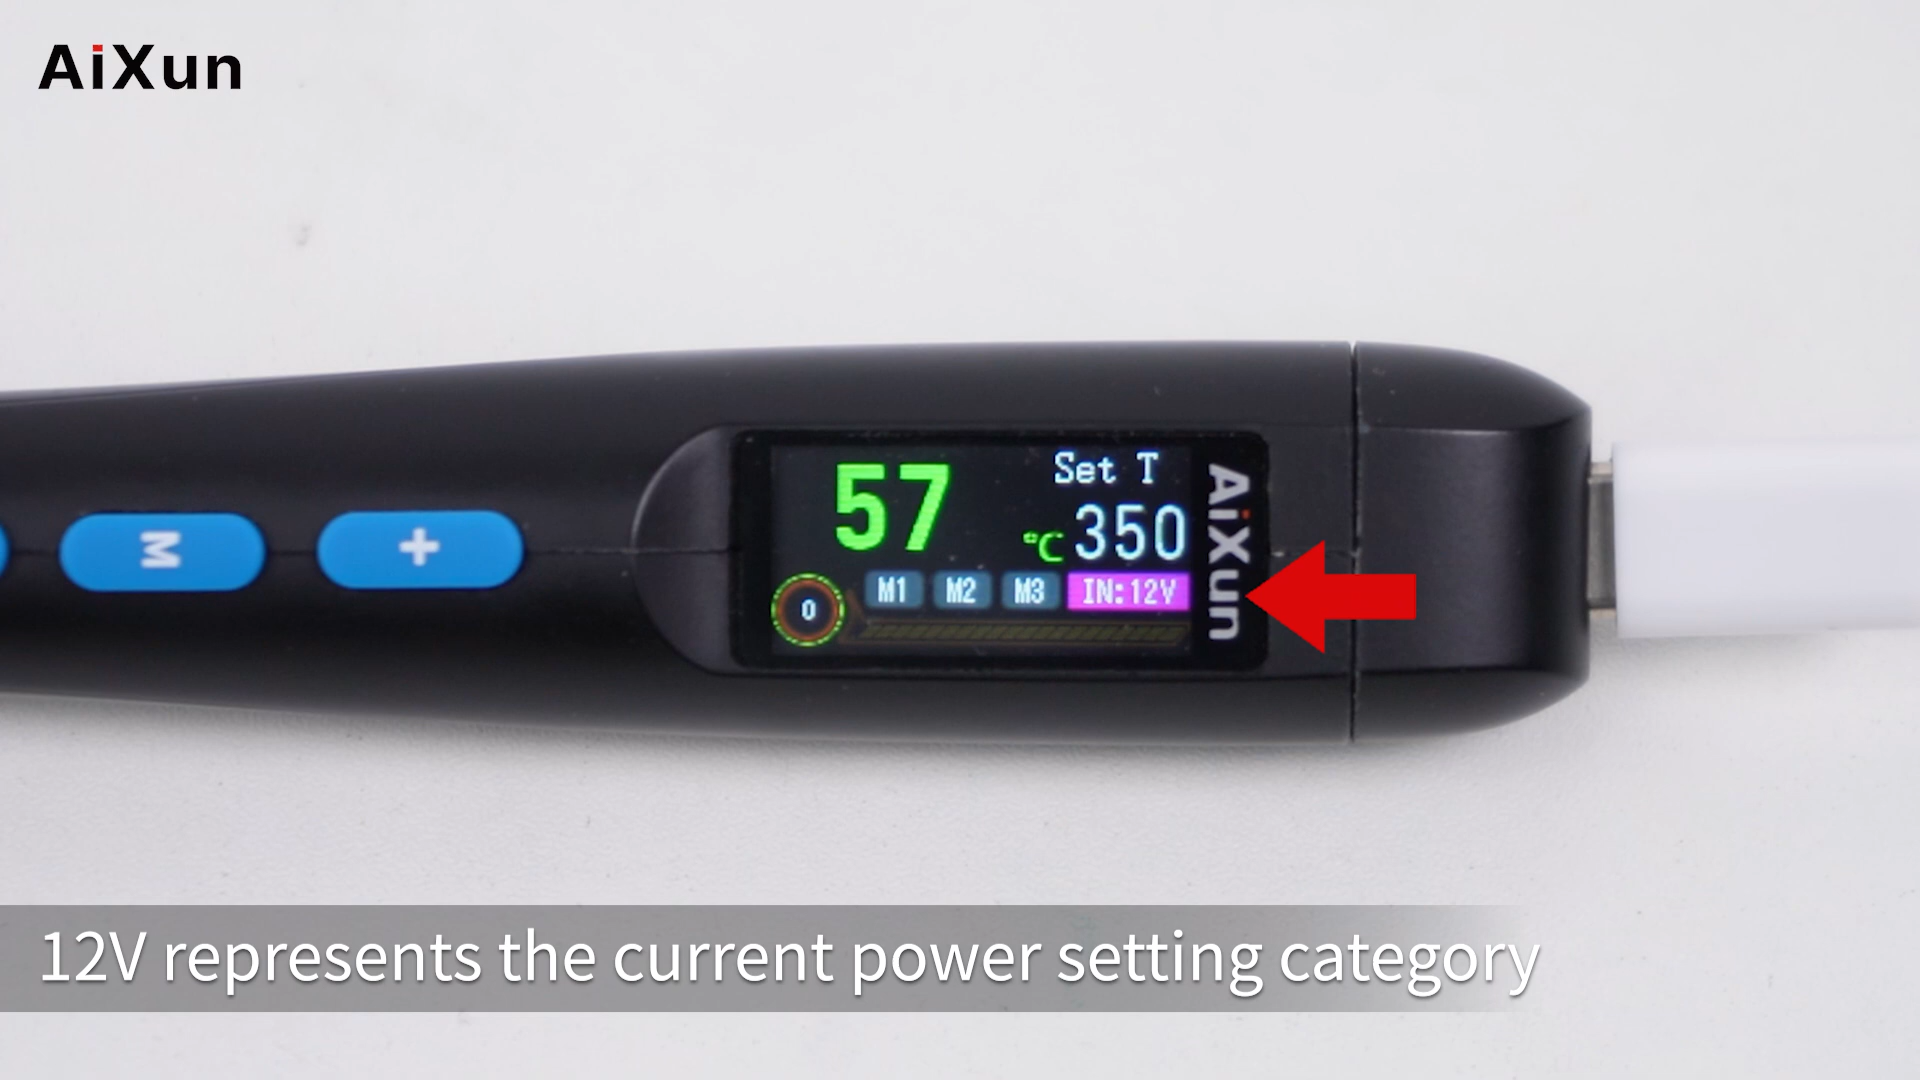 AiXun
57
Set T
°C 350
M1 M2 M3 IN:12V
0
AiXun
M
+
12V represents the current power setting category